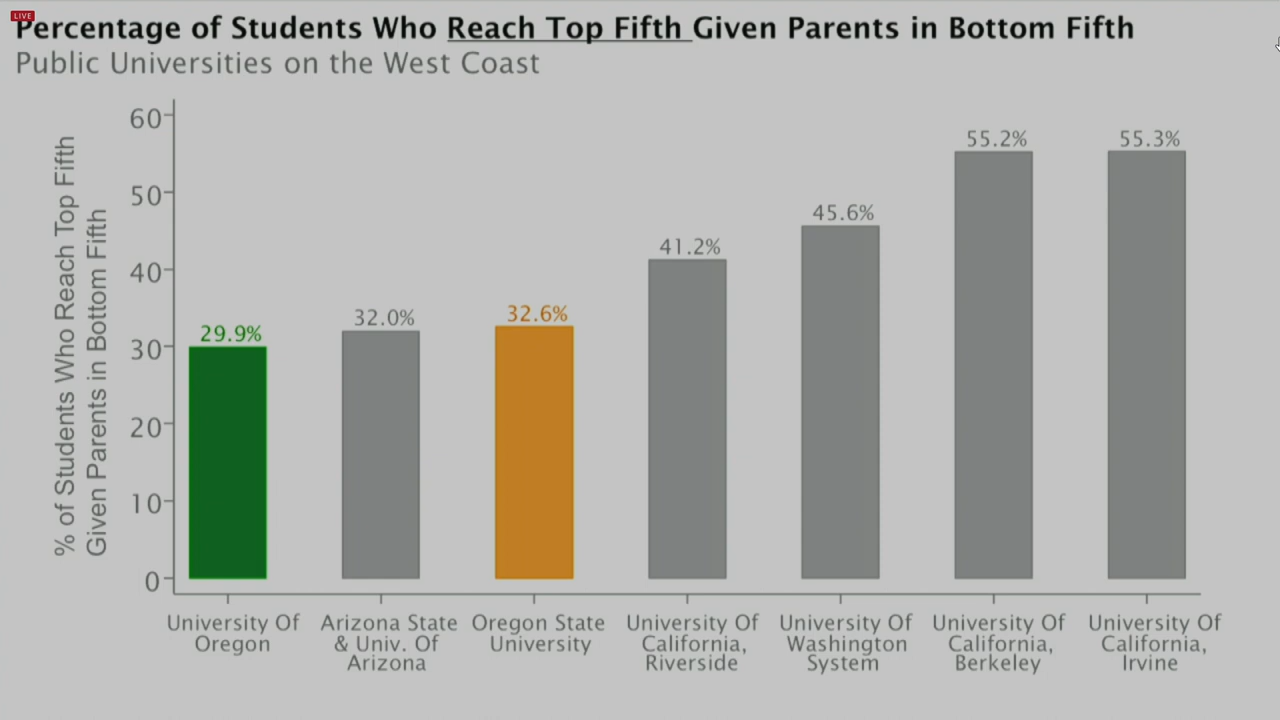 LIVE
Percentage of Students Who Reach Top Fifth Given Parents in Bottom Fifth
Public Universities on the West Coast
% of Students Who Reach Top Fifth
Given Parents in Bottom Fifth
60
50
40
30
20
10
0
29.9%
32.0%
32.6%
41.2%
45.6%
55.2%
55.3%
University Of
Oregon
Arizona State
& Univ. Of
Arizona
Oregon State
University
University Of
California,
Riverside
University Of
Washington
System
University Of
California,
Berkeley
University Of
California,
Irvine